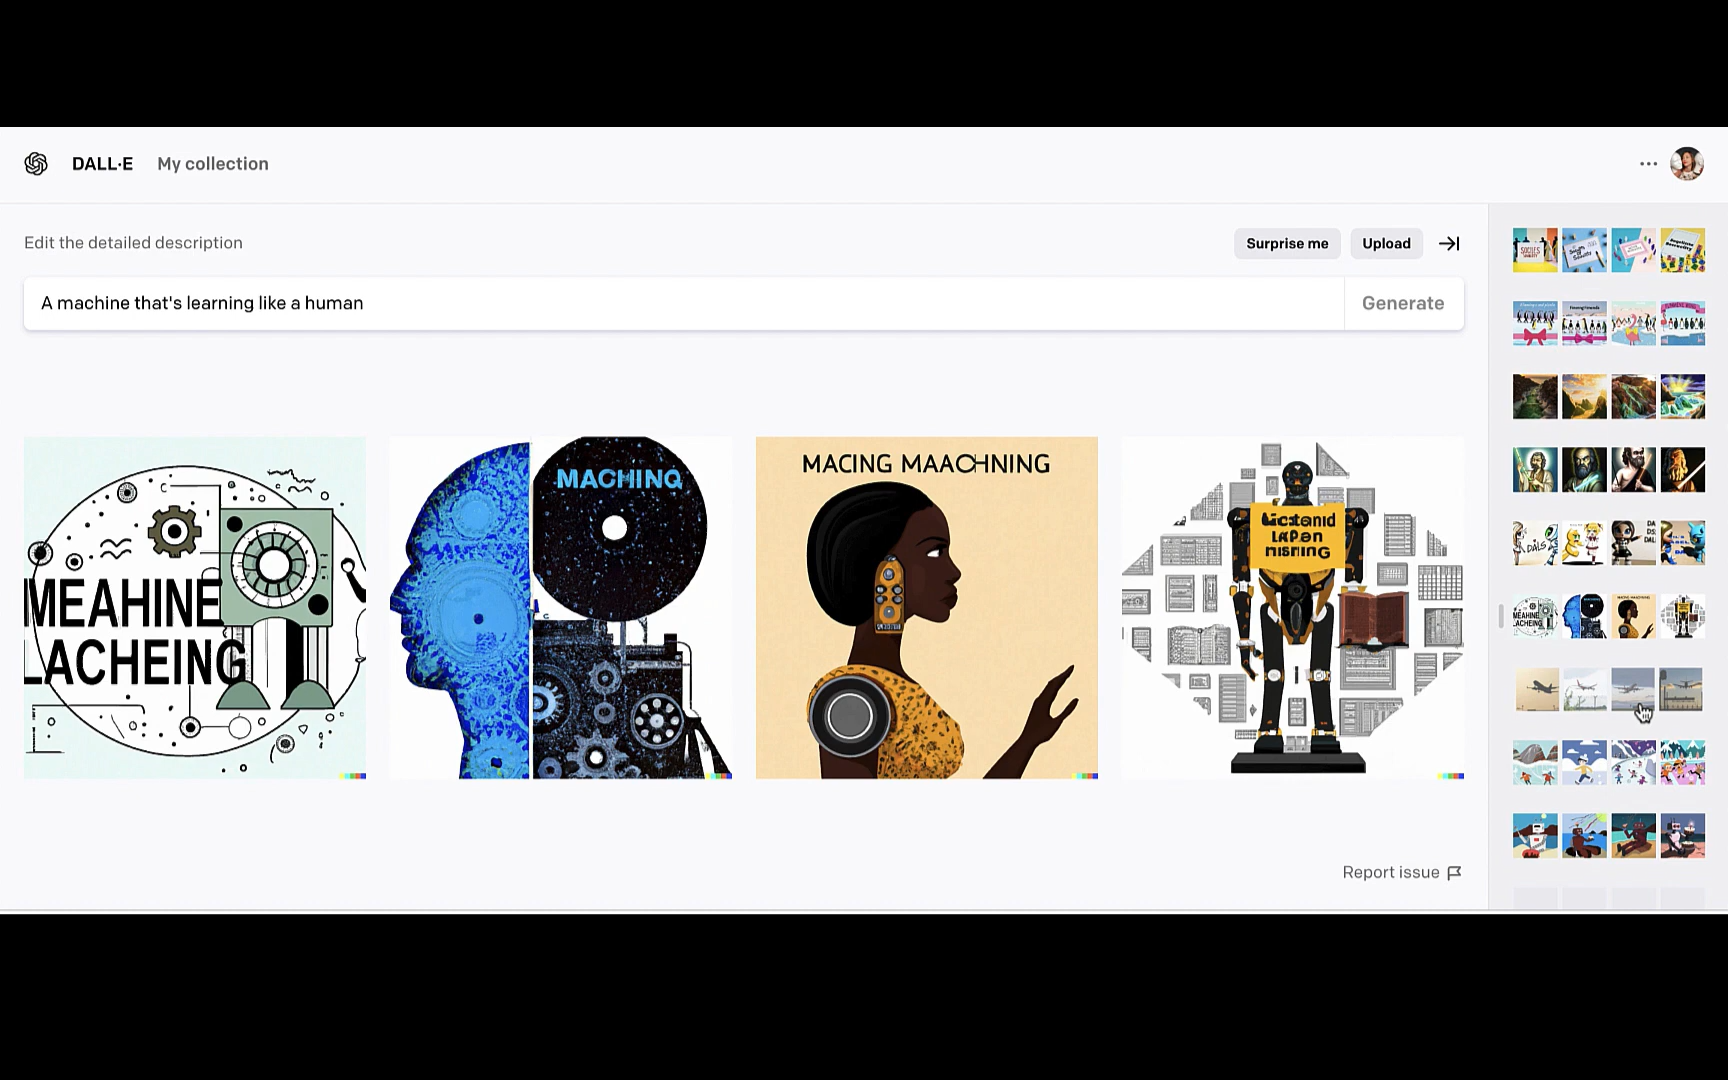 DALL·E My collection
Edit the detailed description
Surprise me
Upload
A machine that's learning like a human
Generate
MEAHINE
LACHEING
MACHINQ
MACING MAACHNING
Report issue